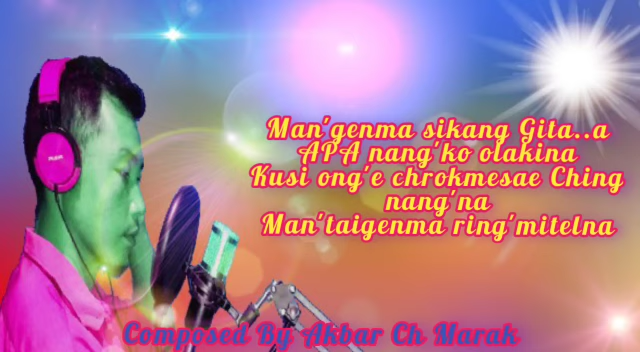 Man'genma sikang Gita..a
APA nang'ko olakina
Kusi ong'e chrokmesae Ching
nang'na
Man'taigenma ring'mitelna
Composed By Akbar Ch Marak